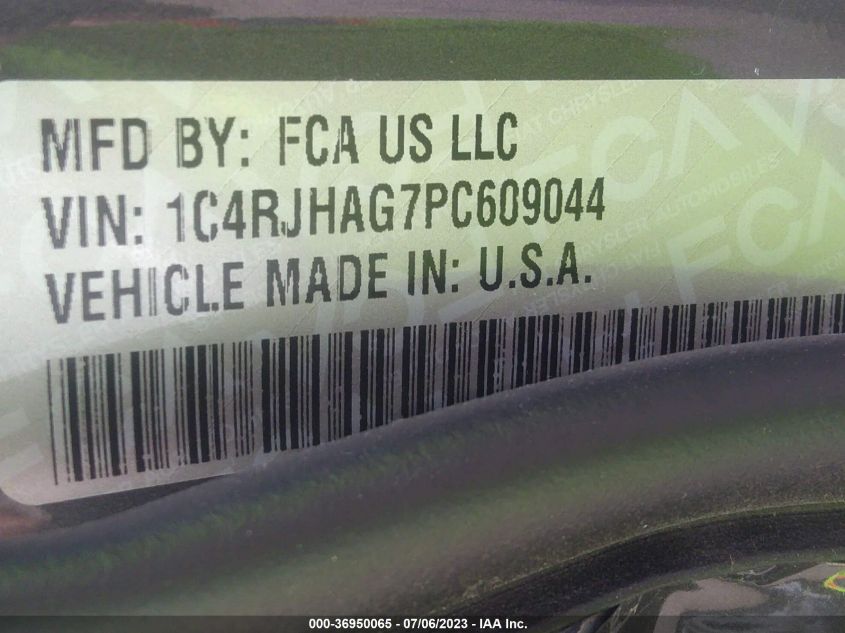 MFD BY: FCA US LLC
VIN: 1C4RJHAG7PC609044
VEHICLE MADE IN: U.S.A.
000-36950065 - 07/06/2023 - IAA Inc.